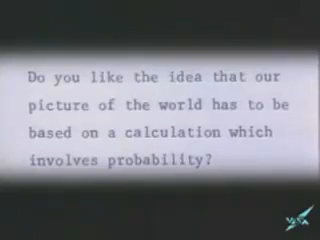 Do you like the idea that our
picture of the world has to be
based on a calculation which
involves probability?